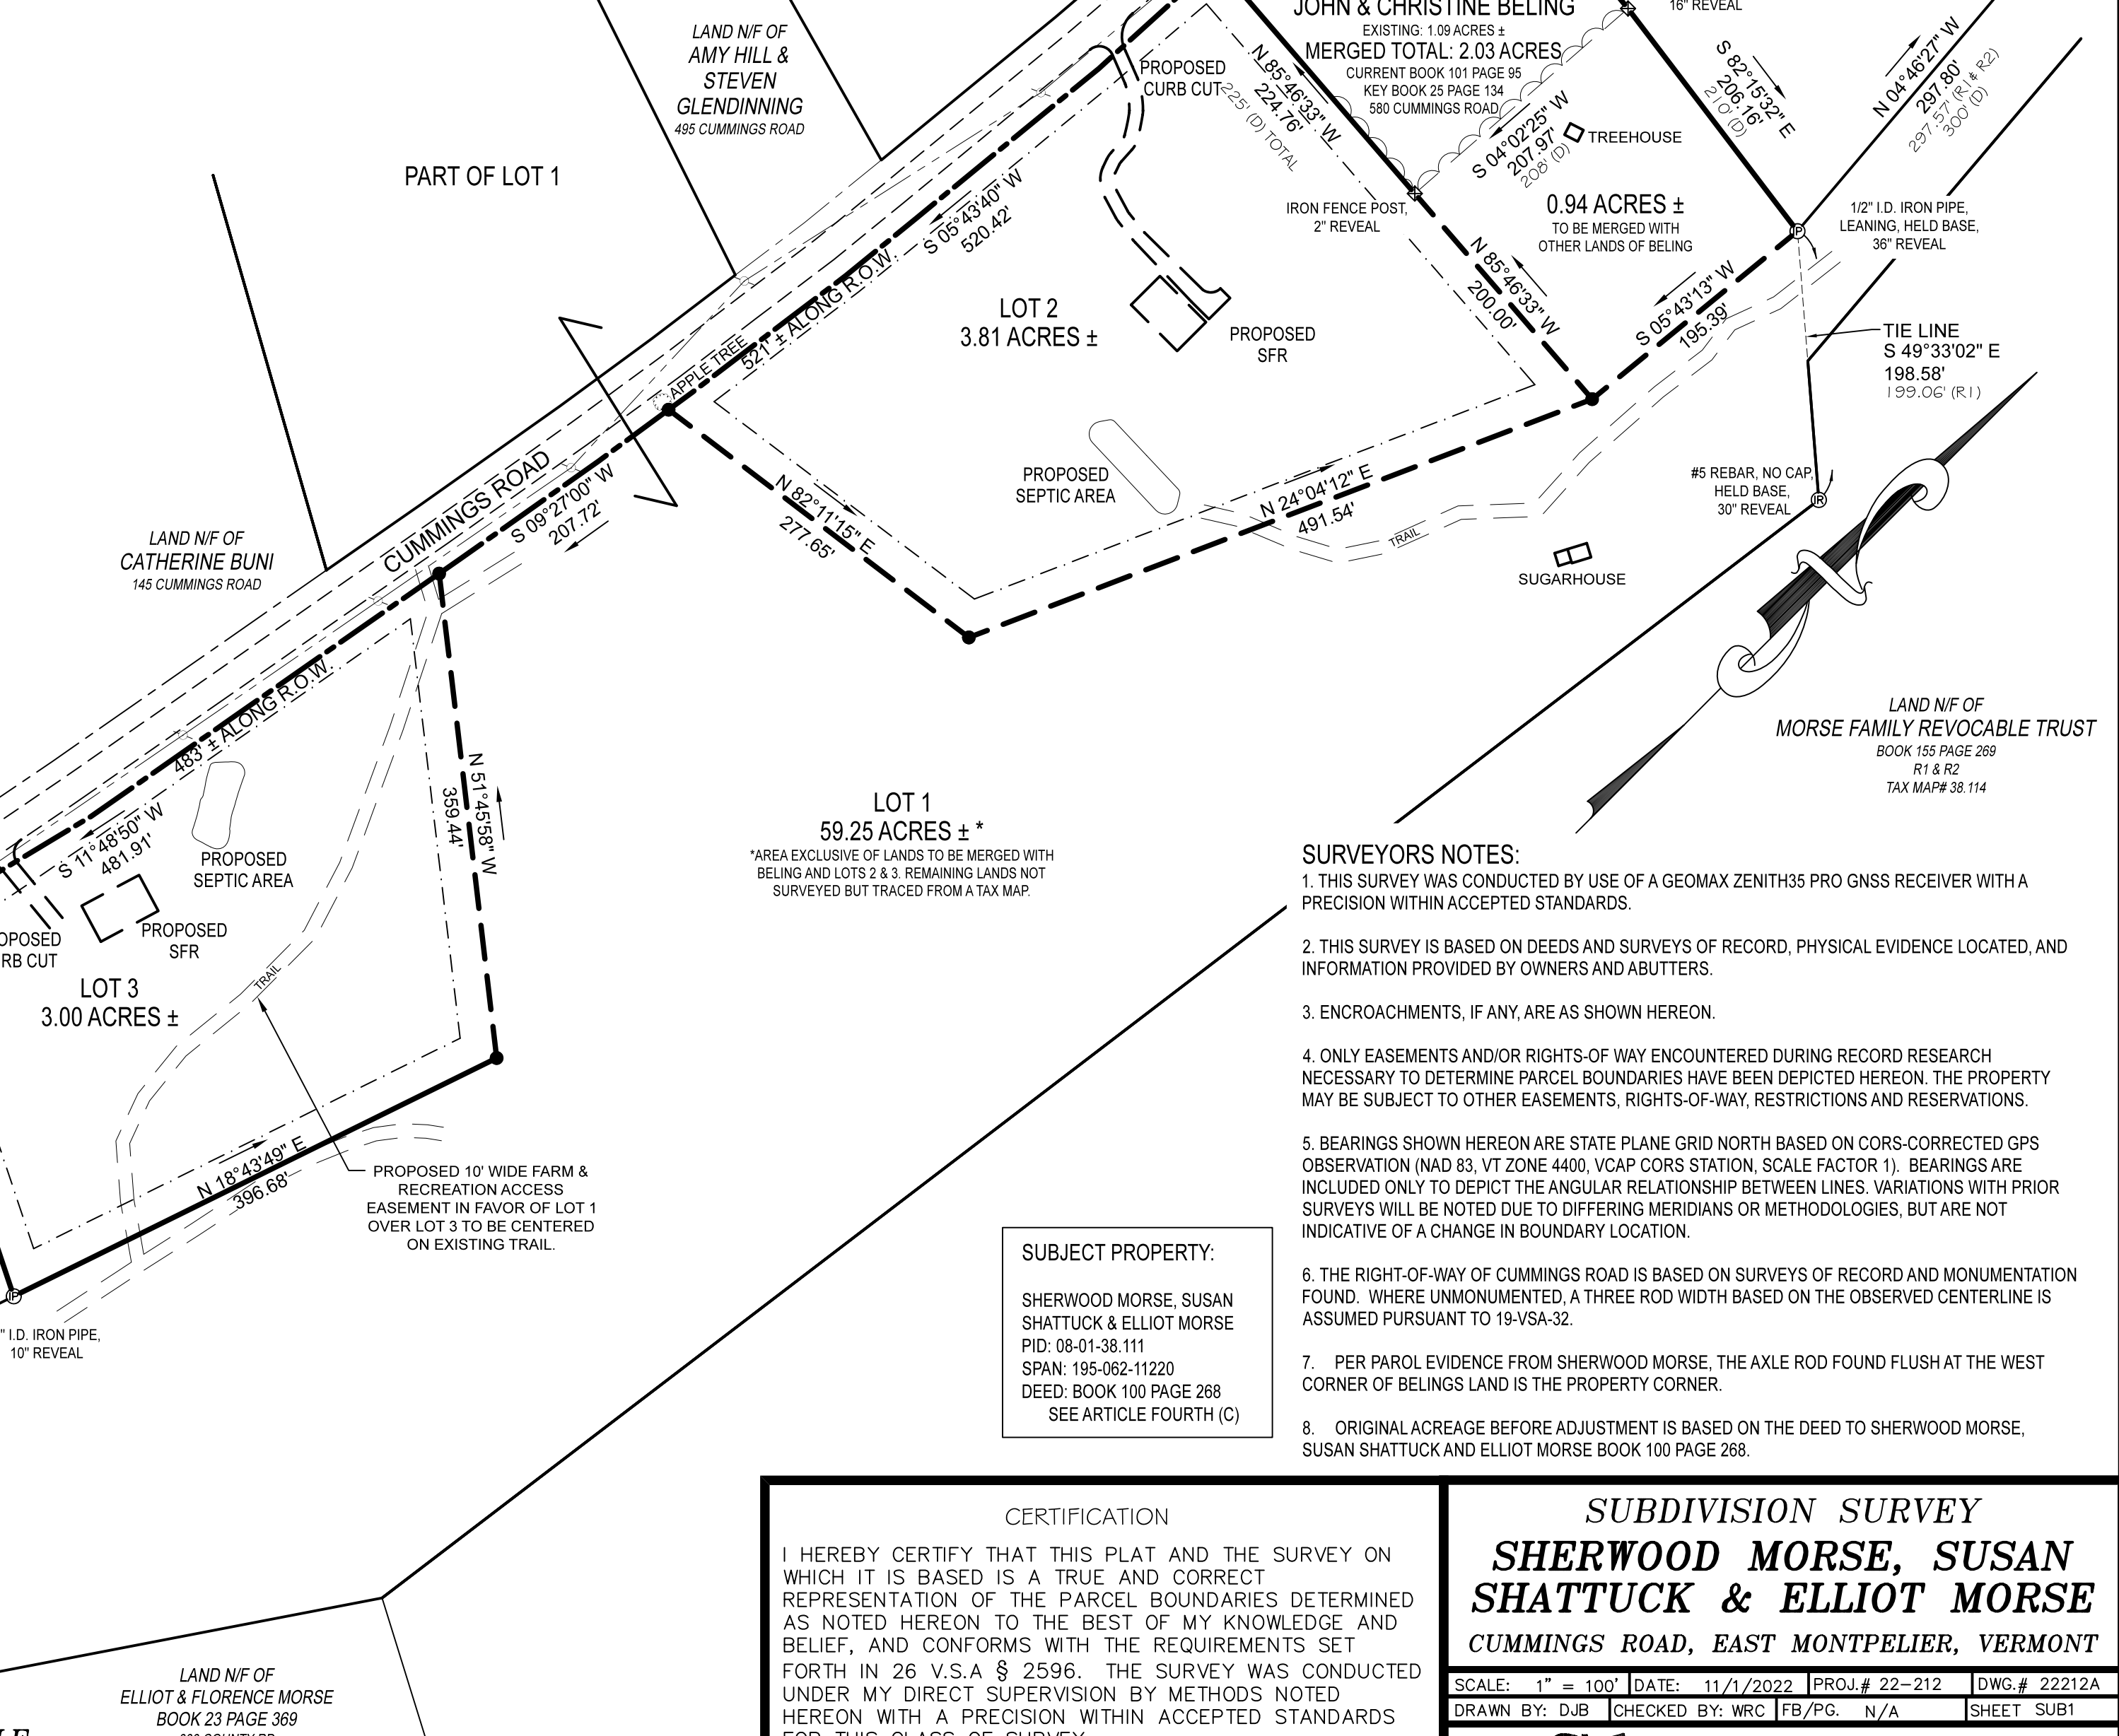 LAND N/F OF
AMY HILL &
STEVEN
GLENDINNING
495 CUMMINGS ROAD
PART OF LOT 1
JOHN & CHRISTINE BELING
EXISTING: 1.09 ACRES ±
MERGED TOTAL: 2.03 ACRES
CURRENT BOOK 101 PAGE 95
KEY BOOK 25 PAGE 134
580 CUMMINGS ROAD
16" REVEAL
PROPOSED
CURB CUT
N 85°46'33" W
224.76'
225' (D) TOTAL
S 04°02'25" W
207.97'
208' (D)
TREEHOUSE
S 82°15'32" E
206.16'
210' (D)
N 04°46'27" W
297.80'
297.57' (R1 & R2)
300' (D)
S 05°43'40" W
520.42'
521' ± ALONG R.O.W.
APPLE TREE
IRON FENCE POST,
2" REVEAL
0.94 ACRES ±
TO BE MERGED WITH
OTHER LANDS OF BELING
1/2" I.D. IRON PIPE,
LEANING, HELD BASE,
36" REVEAL
IP
N 85°46'33" W
200.00'
S 05°43'13" W
195.39'
TIE LINE
S 49°33'02" E
198.58'
199.06' (R1)
LOT 2
3.81 ACRES ±
PROPOSED
SFR
PROPOSED
SEPTIC AREA
N 82°11'15" E
277.65'
N 24°04'12" E
491.54'
TRAIL
SUGARHOUSE
#5 REBAR, NO CAP,
HELD BASE,
30" REVEAL
IR
LAND N/F OF
CATHERINE BUNI
145 CUMMINGS ROAD
CUMMINGS ROAD
S 09°27'00" W
207.72'
483' ± ALONG R.O.W.
S 11°48'50" W
481.91'
PROPOSED
SEPTIC AREA
PROPOSED
SFR
OPOSED
RB CUT
LOT 3
3.00 ACRES ±
TRAIL
N 51°45'58" W
359.44'
N 18°43'49" E
396.68'
PROPOSED 10' WIDE FARM &
RECREATION ACCESS
EASEMENT IN FAVOR OF LOT 1
OVER LOT 3 TO BE CENTERED
ON EXISTING TRAIL.
IP
" I.D. IRON PIPE,
10" REVEAL
LOT 1
59.25 ACRES ± *
*AREA EXCLUSIVE OF LANDS TO BE MERGED WITH
BELING AND LOTS 2 & 3. REMAINING LANDS NOT
SURVEYED BUT TRACED FROM A TAX MAP.
LAND N/F OF
MORSE FAMILY REVOCABLE TRUST
BOOK 155 PAGE 269
R1 & R2
TAX MAP# 38.114
SURVEYORS NOTES:
1. THIS SURVEY WAS CONDUCTED BY USE OF A GEOMAX ZENITH35 PRO GNSS RECEIVER WITH A
PRECISION WITHIN ACCEPTED STANDARDS.
2. THIS SURVEY IS BASED ON DEEDS AND SURVEYS OF RECORD, PHYSICAL EVIDENCE LOCATED, AND
INFORMATION PROVIDED BY OWNERS AND ABUTTERS.
3. ENCROACHMENTS, IF ANY, ARE AS SHOWN HEREON.
4. ONLY EASEMENTS AND/OR RIGHTS-OF WAY ENCOUNTERED DURING RECORD RESEARCH
NECESSARY TO DETERMINE PARCEL BOUNDARIES HAVE BEEN DEPICTED HEREON. THE PROPERTY
MAY BE SUBJECT TO OTHER EASEMENTS, RIGHTS-OF-WAY, RESTRICTIONS AND RESERVATIONS.
5. BEARINGS SHOWN HEREON ARE STATE PLANE GRID NORTH BASED ON CORS-CORRECTED GPS
OBSERVATION (NAD 83, VT ZONE 4400, VCAP CORS STATION, SCALE FACTOR 1). BEARINGS ARE
INCLUDED ONLY TO DEPICT THE ANGULAR RELATIONSHIP BETWEEN LINES. VARIATIONS WITH PRIOR
SURVEYS WILL BE NOTED DUE TO DIFFERING MERIDIANS OR METHODOLOGIES, BUT ARE NOT
INDICATIVE OF A CHANGE IN BOUNDARY LOCATION.
6. THE RIGHT-OF-WAY OF CUMMINGS ROAD IS BASED ON SURVEYS OF RECORD AND MONUMENTATION
FOUND. WHERE UNMONUMENTED, A THREE ROD WIDTH BASED ON THE OBSERVED CENTERLINE IS
ASSUMED PURSUANT TO 19-VSA-32.
7. PER PAROL EVIDENCE FROM SHERWOOD MORSE, THE AXLE ROD FOUND FLUSH AT THE WEST
CORNER OF BELINGS LAND IS THE PROPERTY CORNER.
8. ORIGINAL ACREAGE BEFORE ADJUSTMENT IS BASED ON THE DEED TO SHERWOOD MORSE,
SUSAN SHATTUCK AND ELLIOT MORSE BOOK 100 PAGE 268.
SUBJECT PROPERTY:
SHERWOOD MORSE, SUSAN
SHATTUCK & ELLIOT MORSE
PID: 08-01-38.111
SPAN: 195-062-11220
DEED: BOOK 100 PAGE 268
SEE ARTICLE FOURTH (C)
LAND N/F OF
ELLIOT & FLORENCE MORSE
BOOK 23 PAGE 369
CERTIFICATION
I HEREBY CERTIFY THAT THIS PLAT AND THE SURVEY ON
WHICH IT IS BASED IS A TRUE AND CORRECT
REPRESENTATION OF THE PARCEL BOUNDARIES DETERMINED
AS NOTED HEREON TO THE BEST OF MY KNOWLEDGE AND
BELIEF, AND CONFORMS WITH THE REQUIREMENTS SET
FORTH IN 26 V.S.A § 2596. THE SURVEY WAS CONDUCTED
UNDER MY DIRECT SUPERVISION BY METHODS NOTED
HEREON WITH A PRECISION WITHIN ACCEPTED STANDARDS
FOR THIS CLASS OF SURVEY
SUBDIVISION SURVEY
SHERWOOD MORSE, SUSAN
SHATTUCK & ELLIOT MORSE
CUMMINGS ROAD, EAST MONTPELIER, VERMONT
SCALE: 1" = 100' DATE: 11/1/2022 PROJ.# 22-212 DWG.# 22212A
DRAWN BY: DJB CHECKED BY: WRC FB/PG. N/A SHEET SUB1